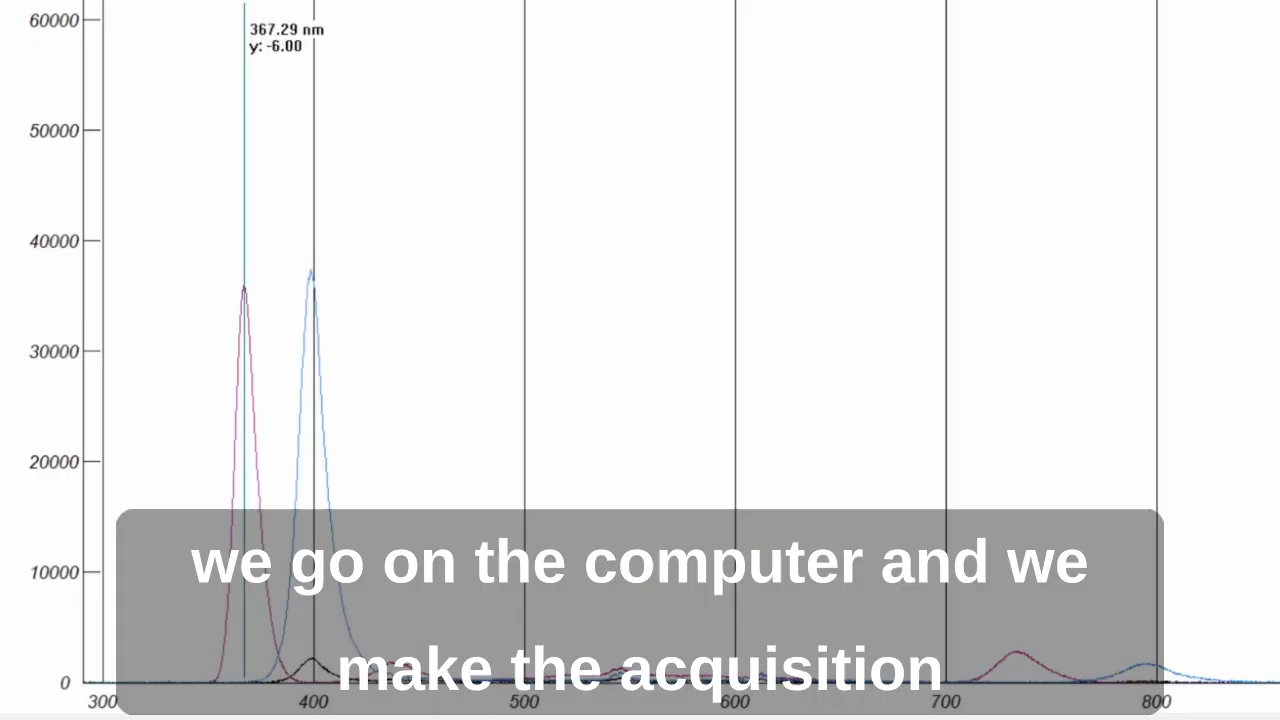 60000
367.29 nm
y: -6.00
50000
40000
30000
20000
10000
we go on the computer and we
make the acquisition
0
300 400 500 600 700 800